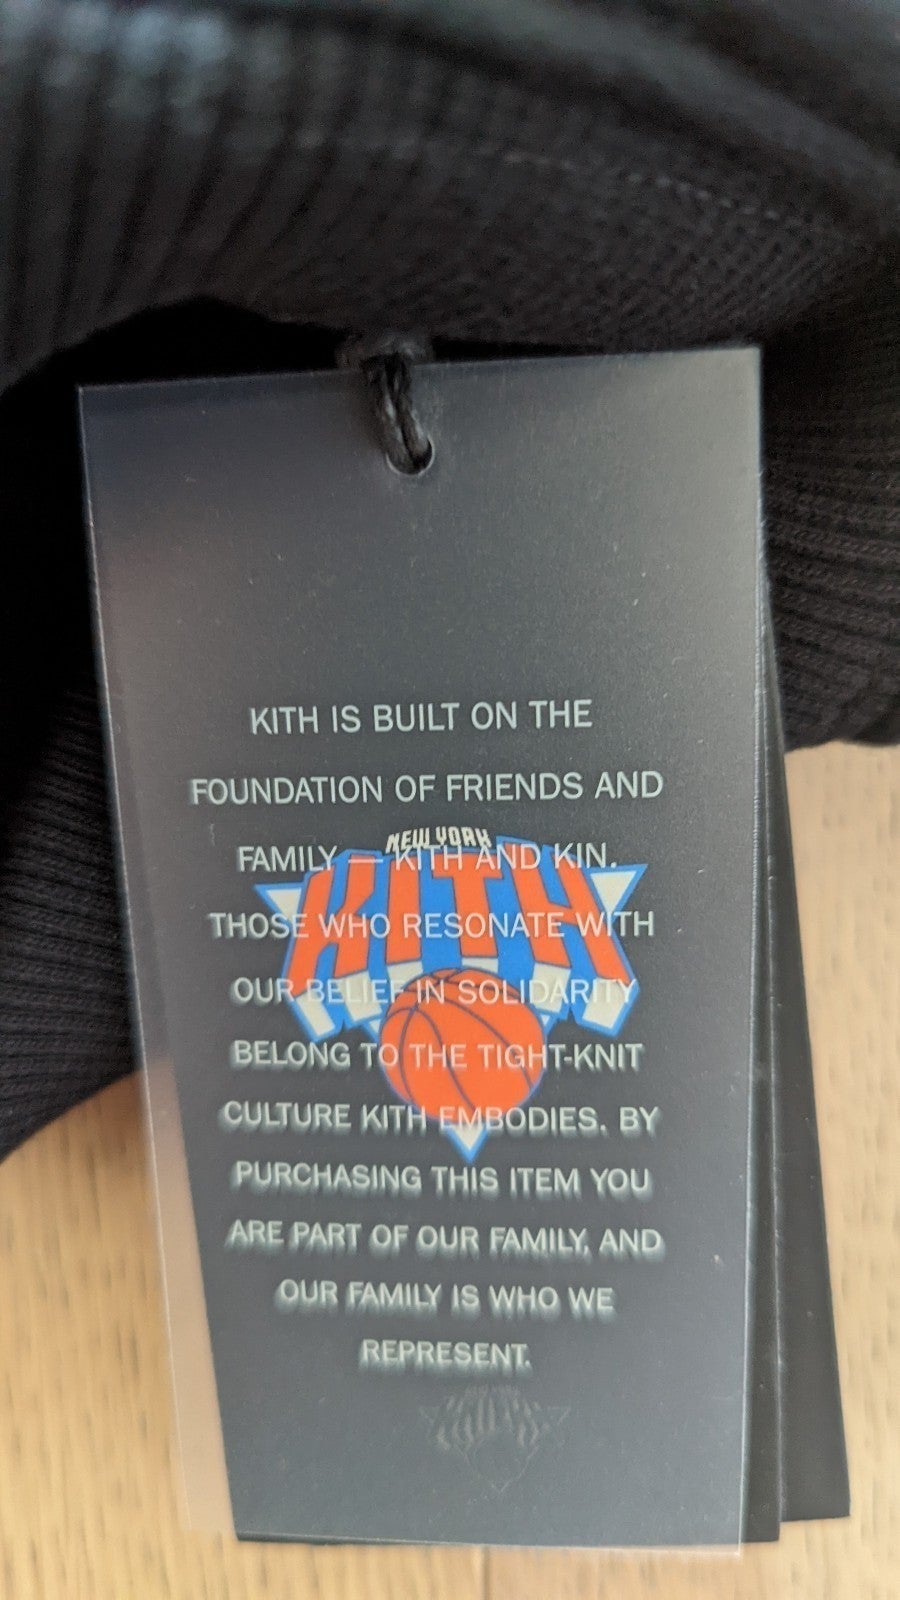 KITH IS BUILT ON THE
FOUNDATION OF FRIENDS AND
NEW YORK
FAMILY — KITH AND KIN.
KITH
THOSE WHO RESONATE WITH
OUR BELIEF IN SOLIDARITY
BELONG TO THE TIGHT-KNIT
CULTURE KITH EMBODIES. BY
PURCHASING THIS ITEM YOU
ARE PART OF OUR FAMILY, AND
OUR FAMILY IS WHO WE
REPRESENT.